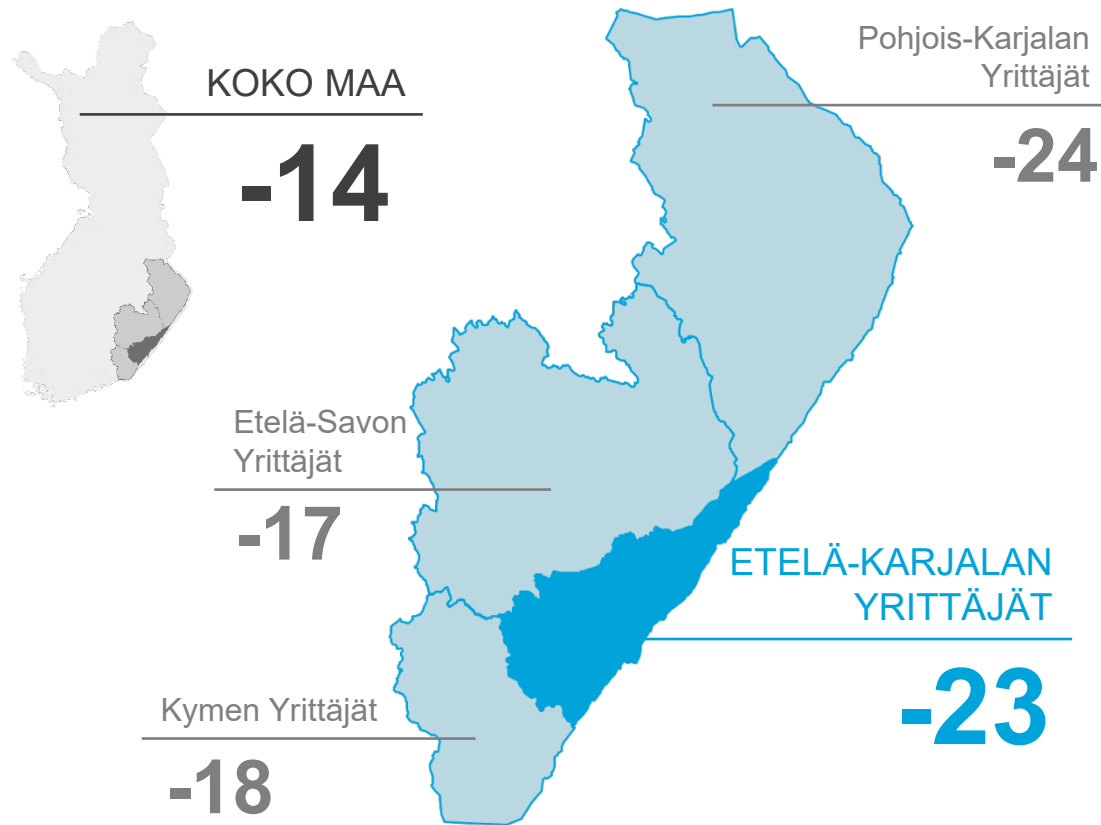 KOKO MAA
-14
Pohjois-Karjalan
Yrittäjät
-24
Etelä-Savon
Yrittäjät
-17
ETELÄ-KARJALAN
YRITTÄJÄT
-23
Kymen Yrittäjät
-18